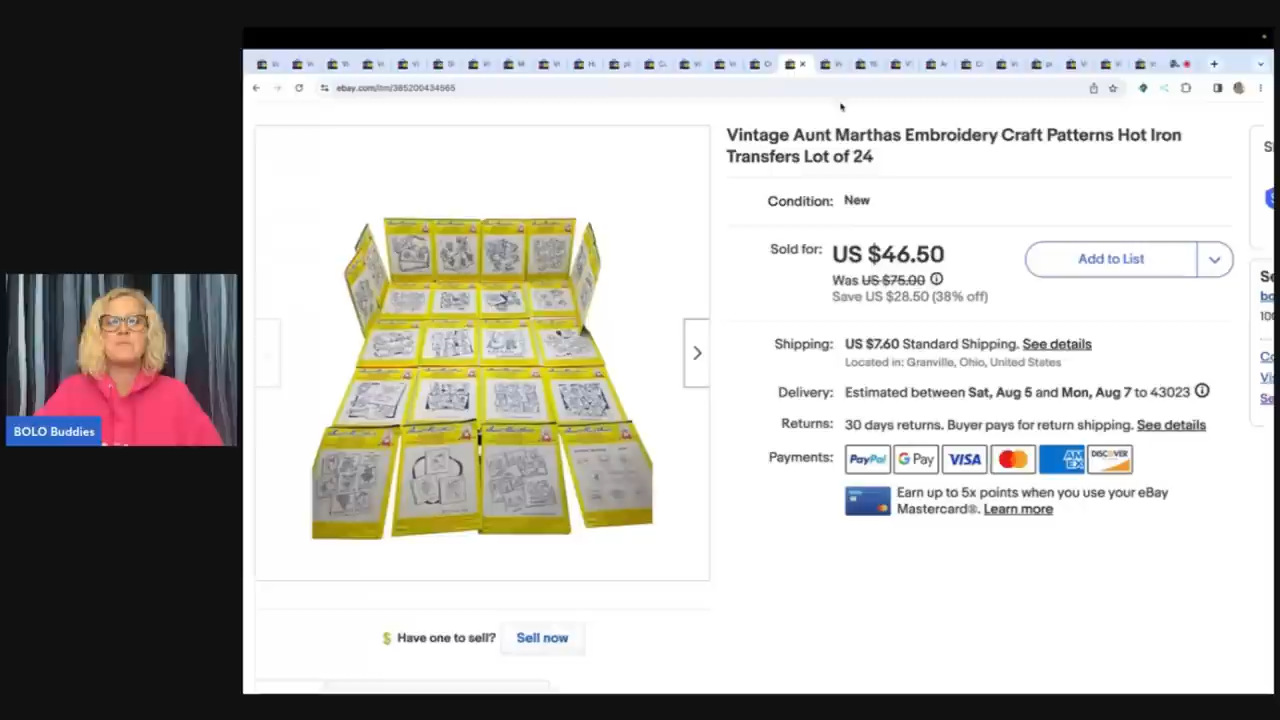 ebay.com/itm/385200434565
Vintage Aunt Marthas Embroidery Craft Patterns Hot Iron
Transfers Lot of 24
Condition: New
Sold for: US $46.50
Add to List
Was US $75.00
Save US $28.50 (38% off)
Shipping: US $7.60 Standard Shipping. See details
Located in: Granville, Ohio, United States
Delivery: Estimated between Sat, Aug 5 and Mon, Aug 7 to 43023
Returns: 30 days returns. Buyer pays for return shipping. See details
Payments: PayPal G Pay VISA AMEX DISCOVER
Earn up to 5x points when you use your eBay
Mastercard®. Learn more
BOLO Buddies
$ Have one to sell? Sell now